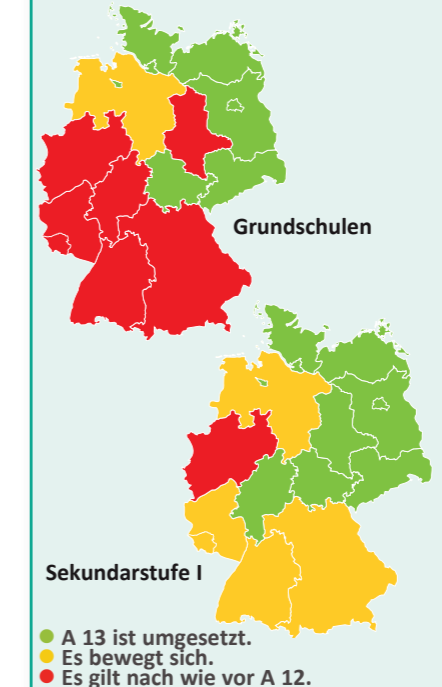 Grundschulen
Sekundarstufe I
A 13 ist umgesetzt.
Es bewegt sich.
Es gilt nach wie vor A 12.